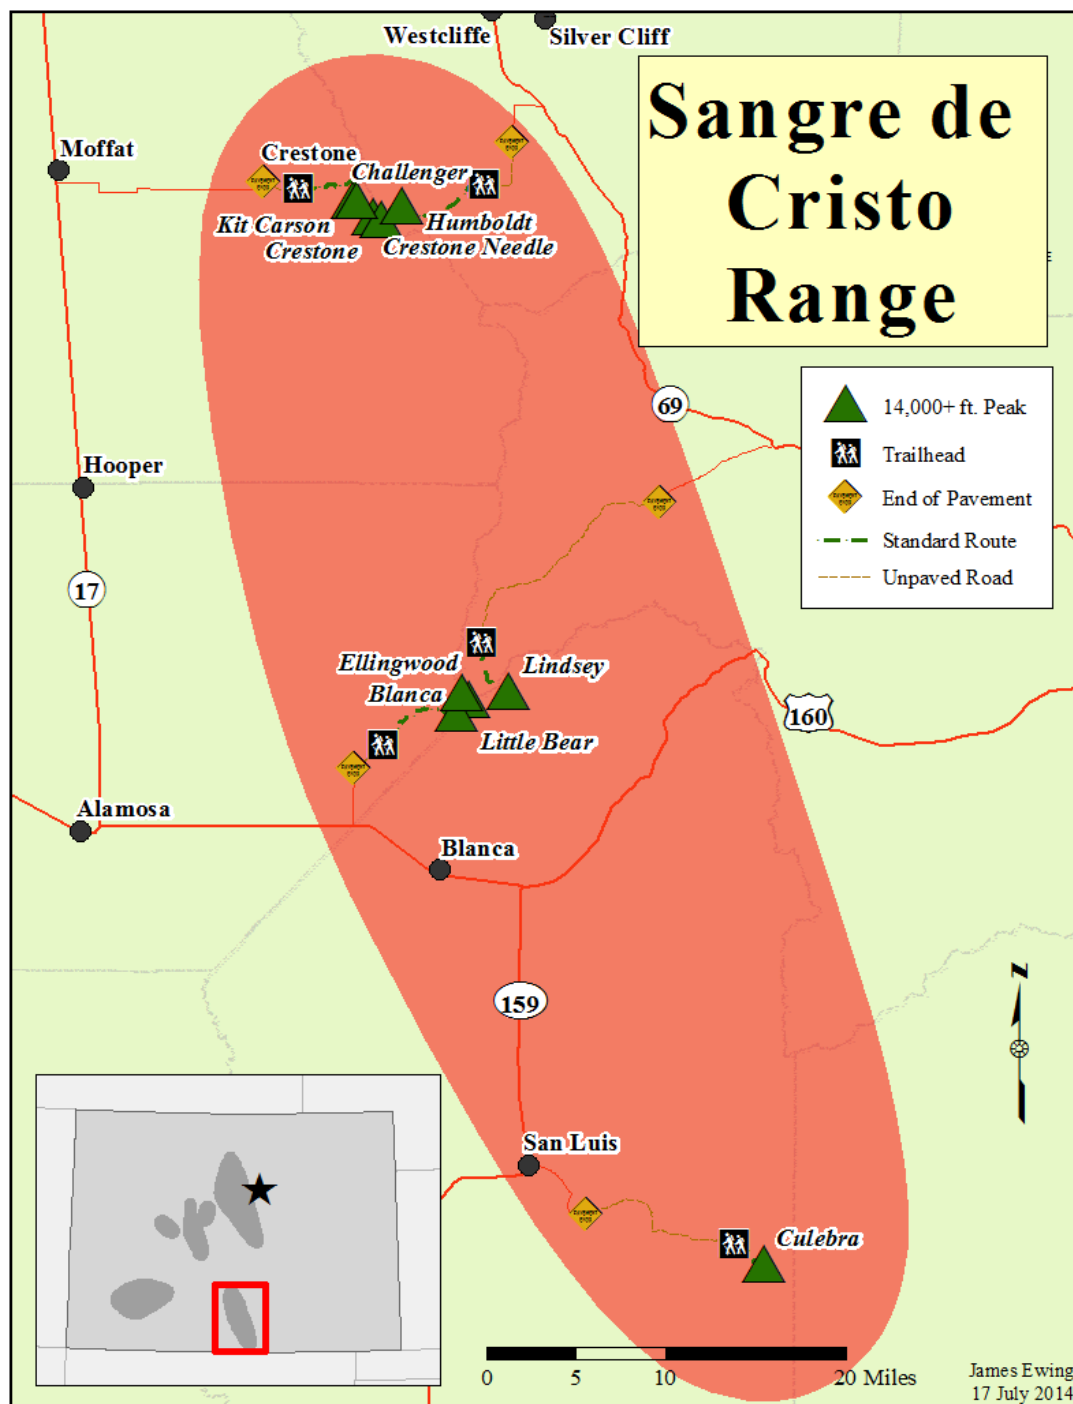 Westcliffe
Silver Cliff
Sangre de
Cristo
Range
Moffat
Crestone
Challenger
Kit Carson
Humboldt
Crestone
Crestone Needle
E
14,000+ ft. Peak
69
Trailhead
Hooper
End of Pavement
Standard Route
17
Unpaved Road
Ellingwood
Lindsey
Blanca
160
Little Bear
Alamosa
Blanca
N
159
San Luis
Culebra
0 5 10 20 Miles
James Ewing
17 July 2014